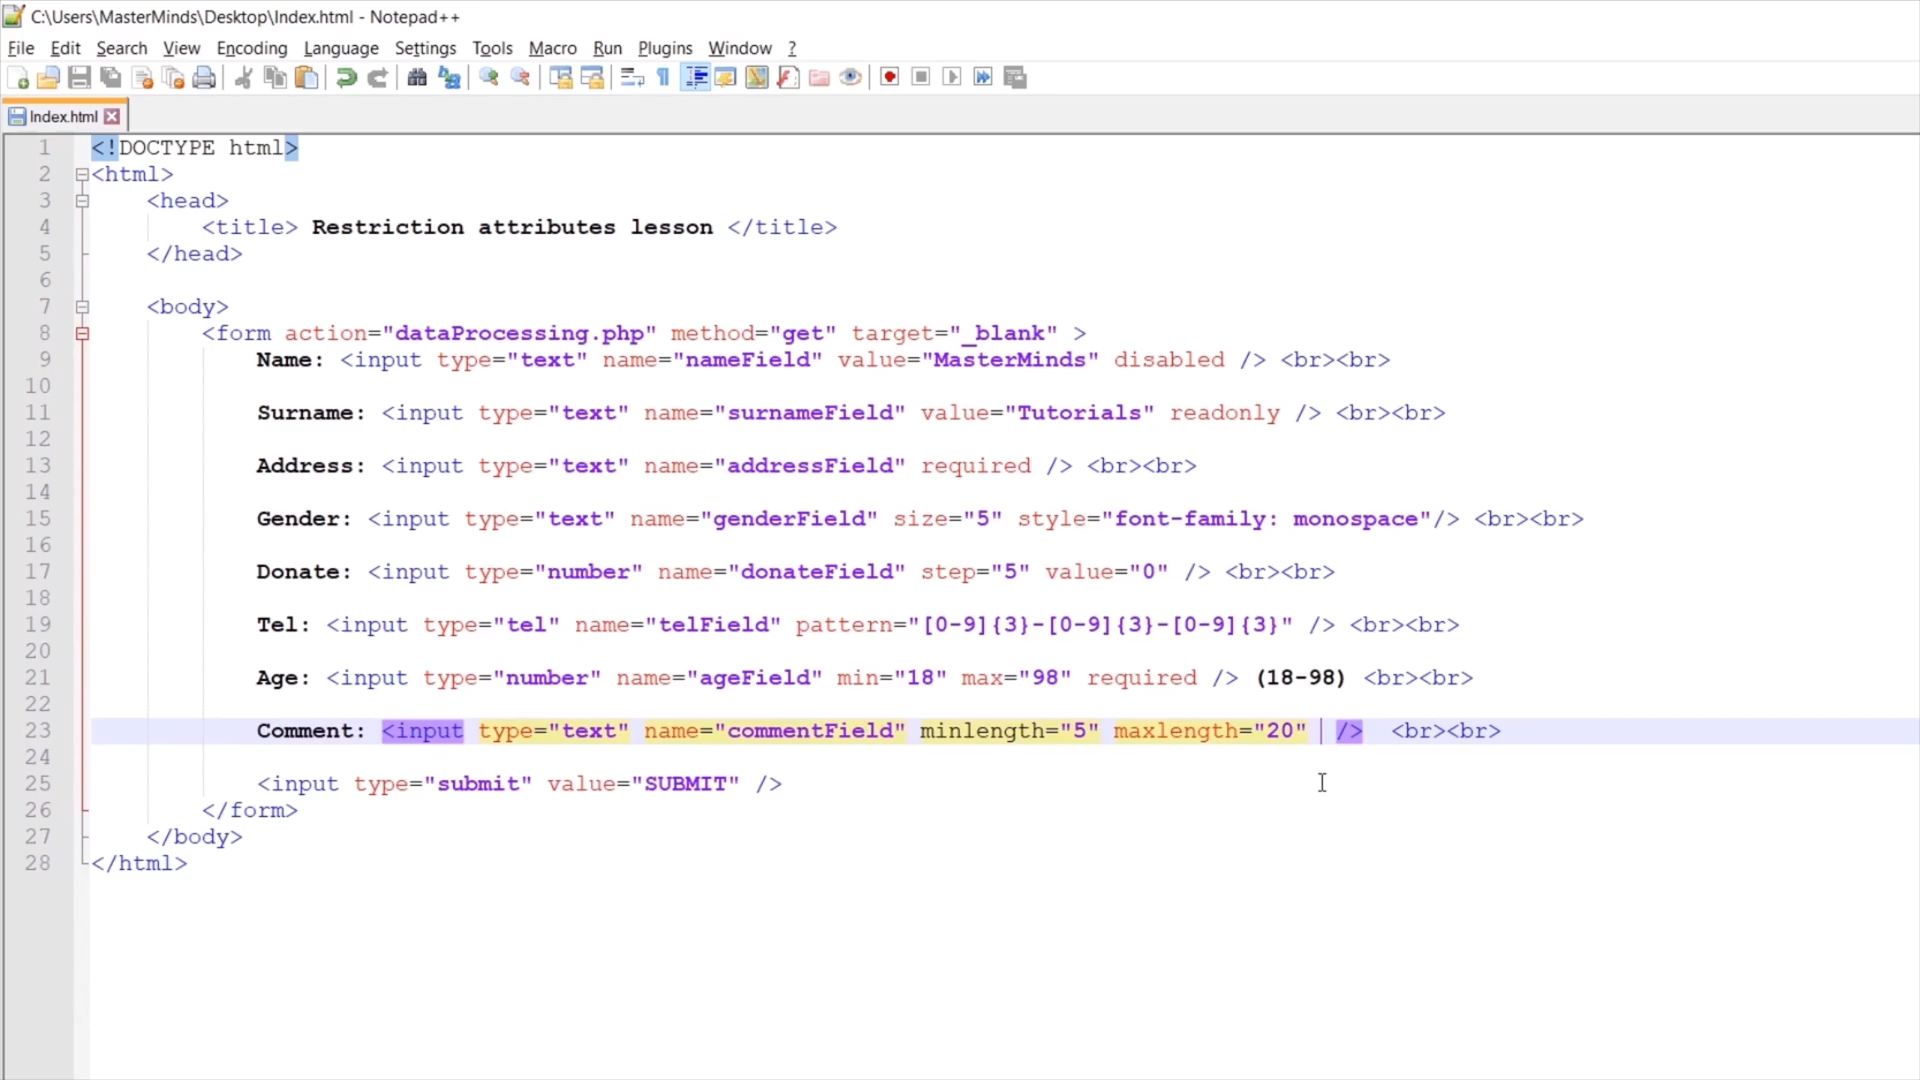 C:\Users\MasterMinds\Desktop\Index.html - Notepad++
File Edit Search View Encoding Language Settings Tools Macro Run Plugins Window ?
Index.html
1 <!DOCTYPE html>
2 <html>
3 <head>
4 <title> Restriction attributes lesson </title>
5 </head>
6
7 <body>
8 <form action="dataProcessing.php" method="get" target="_blank" >
9 Name: <input type="text" name="nameField" value="MasterMinds" disabled /> <br><br>
10
11 Surname: <input type="text" name="surnameField" value="Tutorials" readonly /> <br><br>
12
13 Address: <input type="text" name="addressField" required /> <br><br>
14
15 Gender: <input type="text" name="genderField" size="5" style="font-family: monospace"/> <br><br>
16
17 Donate: <input type="number" name="donateField" step="5" value="0" /> <br><br>
18
19 Tel: <input type="tel" name="telField" pattern="[0-9]{3}-[0-9]{3}-[0-9]{3}" /> <br><br>
20
21 Age: <input type="number" name="ageField" min="18" max="98" required /> (18-98) <br><br>
22
23 Comment: <input type="text" name="commentField" minlength="5" maxlength="20"  />  <br><br>
24
25 <input type="submit" value="SUBMIT" />
26 </form>
27 </body>
28 </html>